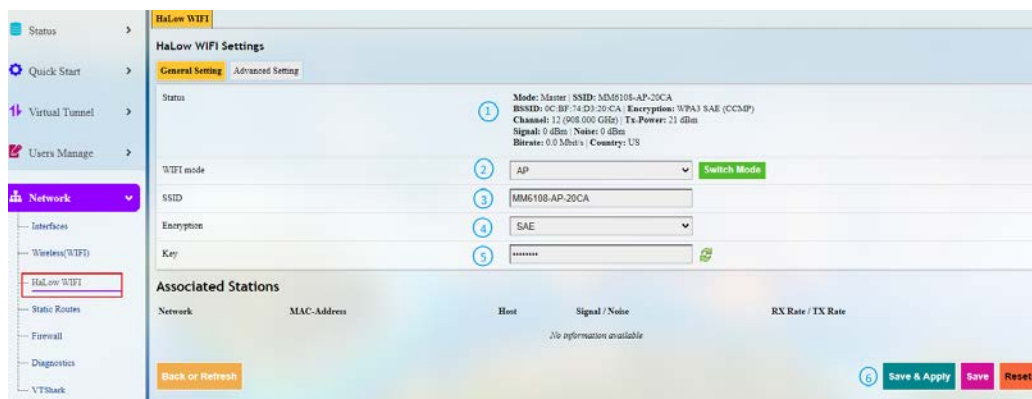 HaLow WIFI
Status
Quick Start
Virtual Tunnel
Users Manage
Network
Interfaces
Wireless(WIFI)
HaLow WIFI
Static Routes
Firewall
Diagnostics
VTShark
HaLow WIFI Settings
General Setting Advanced Setting
Status
1
Mode: Master | SSID: MM6108-AP-20CA
BSSID: 0C:BF:74:D3:20:CA | Encryption: WPA3 SAE (CCMP)
Channel: 12 (908.000 GHz) | Tx-Power: 21 dBm
Signal: 0 dBm | Noise: 0 dBm
Bitrate: 0.0 Mbit/s | Country: US
WIFI mode 2 AP Switch Mode
SSID 3 MM6108-AP-20CA
Encryption 4 SAE
Key 5 ••••••••
Associated Stations
Network MAC-Address Host Signal / Noise RX Rate / TX Rate
No information available
Back or Refresh 6 Save & Apply Save Reset